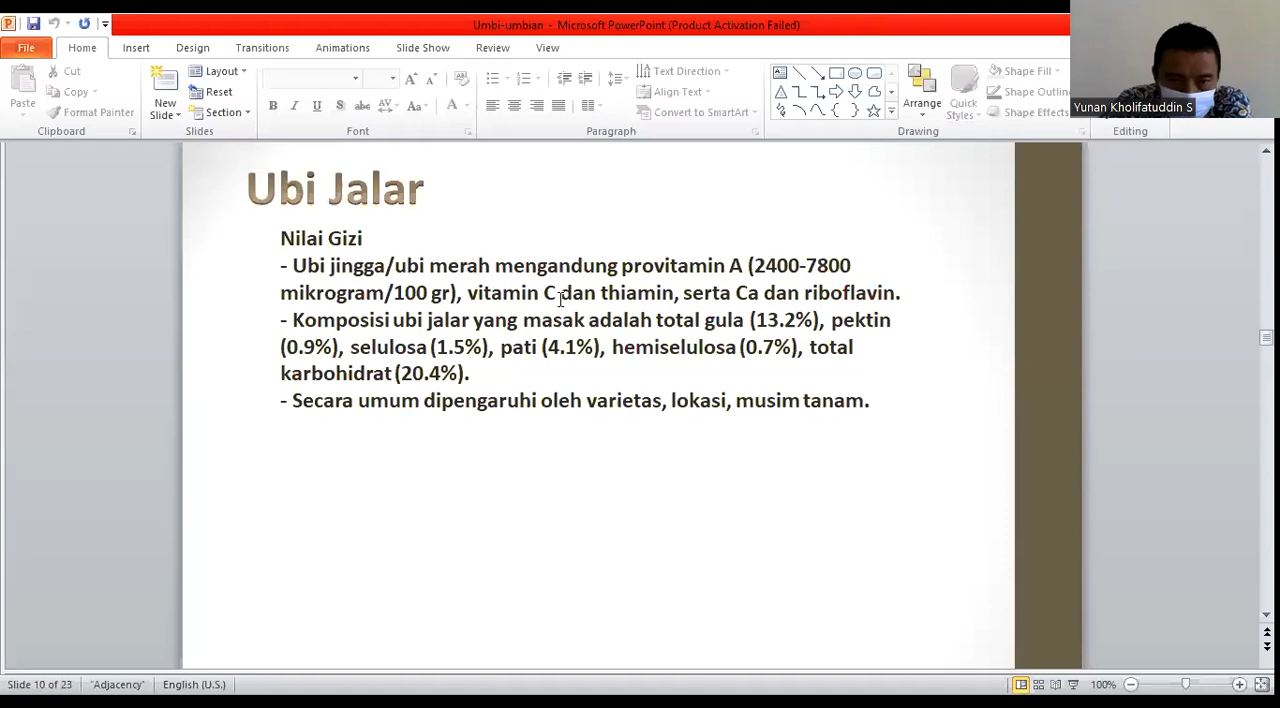 Umbi-umbian - Microsoft PowerPoint (Product Activation Failed)
File Home Insert Design Transitions Animations Slide Show Review View
Paste
Cut
Copy
Format Painter
Clipboard
New Slide
Layout
Reset
Section
Slides
B I U S abc AV Aa A
Font
Text Direction
Align Text
Convert to SmartArt
Paragraph
Arrange
Quick Styles
Shape Fill
Shape Outlin
Shape Effects
Drawing
Editing
Yunan Kholifatuddin S
Ubi Jalar
Nilai Gizi
- Ubi jingga/ubi merah mengandung provitamin A (2400-7800
mikrogram/100 gr), vitamin C dan thiamin, serta Ca dan riboflavin.
- Komposisi ubi jalar yang masak adalah total gula (13.2%), pektin
(0.9%), selulosa (1.5%), pati (4.1%), hemiselulosa (0.7%), total
karbohidrat (20.4%).
- Secara umum dipengaruhi oleh varietas, lokasi, musim tanam.
Slide 10 of 23 "Adjacency" English (U.S.) 100%